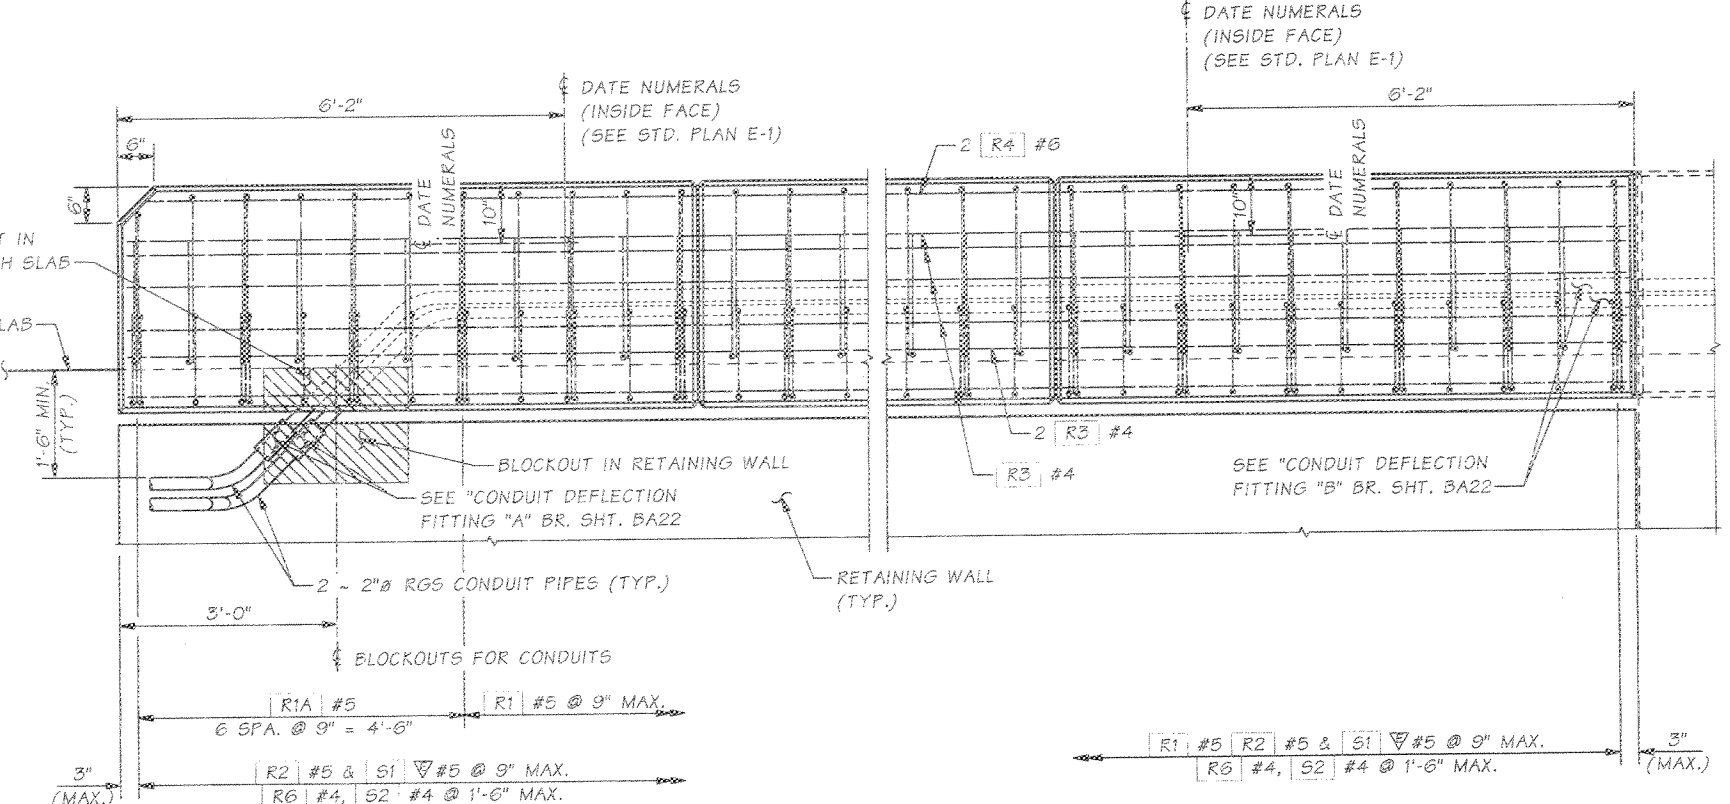 ℄ DATE NUMERALS
(INSIDE FACE)
(SEE STD. PLAN E-1)
6'-2"
℄ DATE NUMERALS
(INSIDE FACE)
(SEE STD. PLAN E-1)
6'-2"
6"
6"
℄ DATE
NUMERALS
10"
2 R4 #6
10"
℄ DATE
NUMERALS
T IN
H SLAB
LAB
1'-6" MIN.
(TYP.)
2 R3 #4
R3 #4
BLOCKOUT IN RETAINING WALL
SEE "CONDUIT DEFLECTION
FITTING "A" BR. SHT. BA22
SEE "CONDUIT DEFLECTION
FITTING "B" BR. SHT. BA22
2 ~ 2"ø RGS CONDUIT PIPES (TYP.)
RETAINING WALL
(TYP.)
3'-0"
℄ BLOCKOUTS FOR CONDUITS
R1A #5
6 SPA. @ 9" = 4'-6"
R1 #5 @ 9" MAX.
3"
(MAX.)
R2 #5 & S1 E #5 @ 9" MAX.
R6 #4, S2 #4 @ 1'-6" MAX.
R1 #5 R2 #5 & S1 E #5 @ 9" MAX.
R6 #4, S2 #4 @ 1'-6" MAX.
3"
(MAX.)